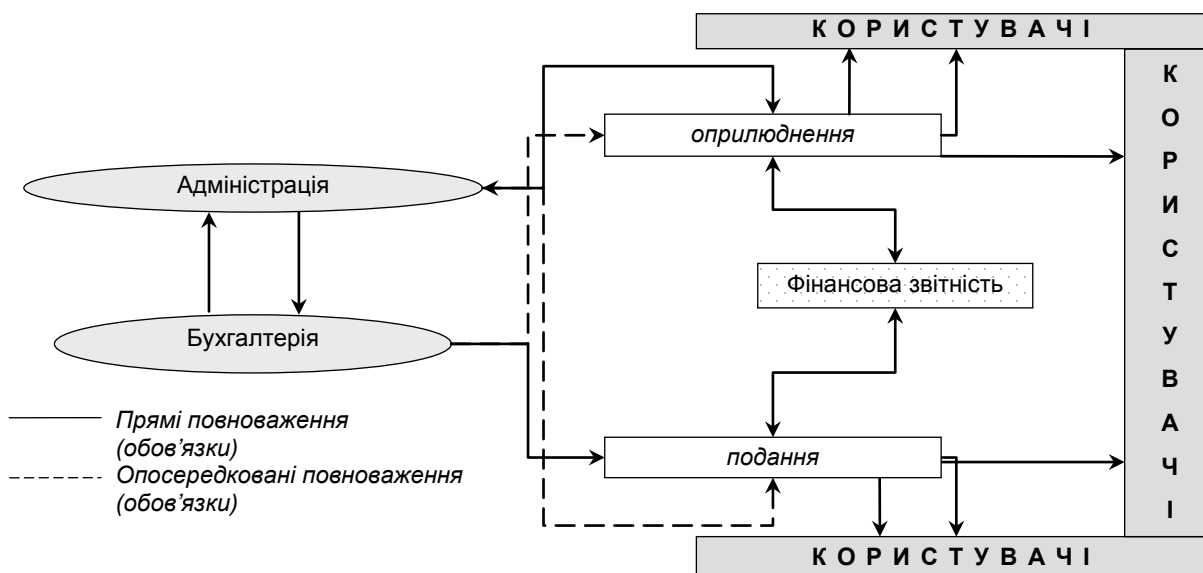 К О Р И С Т У В А Ч І
К О Р И С Т У В А Ч І
оприлюднення
Адміністрація
Фінансова звітність
Бухгалтерія
Прямі повноваження
(обов’язки)
Опосередковані повноваження
(обов’язки)
подання
К О Р И С Т У В А Ч І